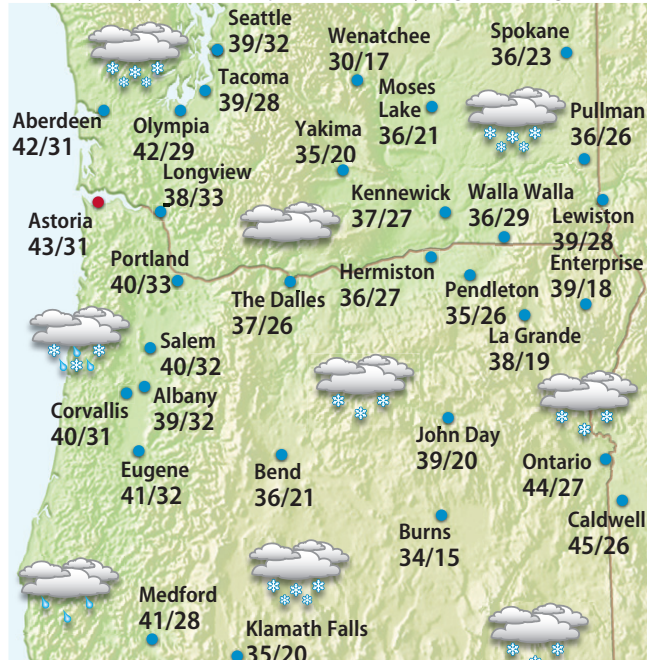 Seattle
39/32
Wenatchee
30/17
Spokane
36/23
Tacoma
39/28
Moses
Lake
36/21
Aberdeen
42/31
Olympia
42/29
Yakima
35/20
Pullman
36/26
Longview
38/33
Kennewick
37/27
Walla Walla
36/29
Lewiston
39/28
Astoria
43/31
Portland
40/33
The Dalles
37/26
Hermiston
36/27
Pendleton
35/26
Enterprise
39/18
La Grande
38/19
Salem
40/32
Albany
39/32
Corvallis
40/31
John Day
39/20
Eugene
41/32
Bend
36/21
Ontario
44/27
Burns
34/15
Caldwell
45/26
Medford
41/28
Klamath Falls
35/20